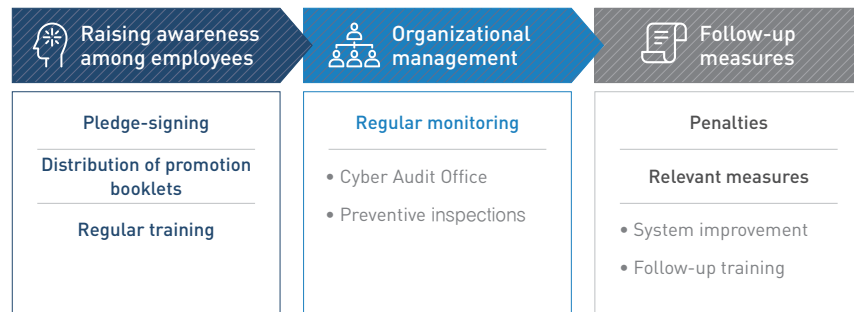 Raising awareness
among employees
Pledge-signing
Distribution of promotion
booklets
Regular training
Organizational
management
Regular monitoring
• Cyber Audit Office
• Preventive inspections
Follow-up
measures
Penalties
Relevant measures
• System improvement
• Follow-up training